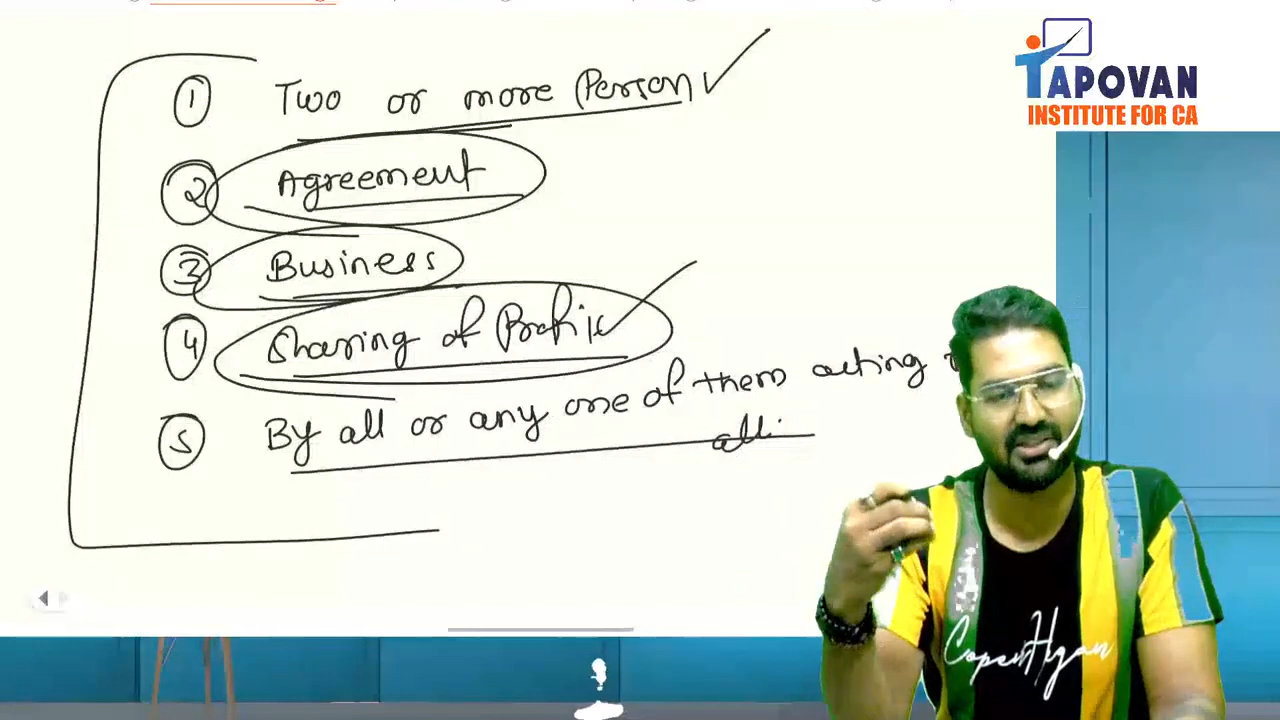 ① Two or more Person
② Agreement
③ Business
④ Sharing of Profit
⑤ By all or any one of them acting
all.
TAPOVAN
INSTITUTE FOR CA
CopenHgan